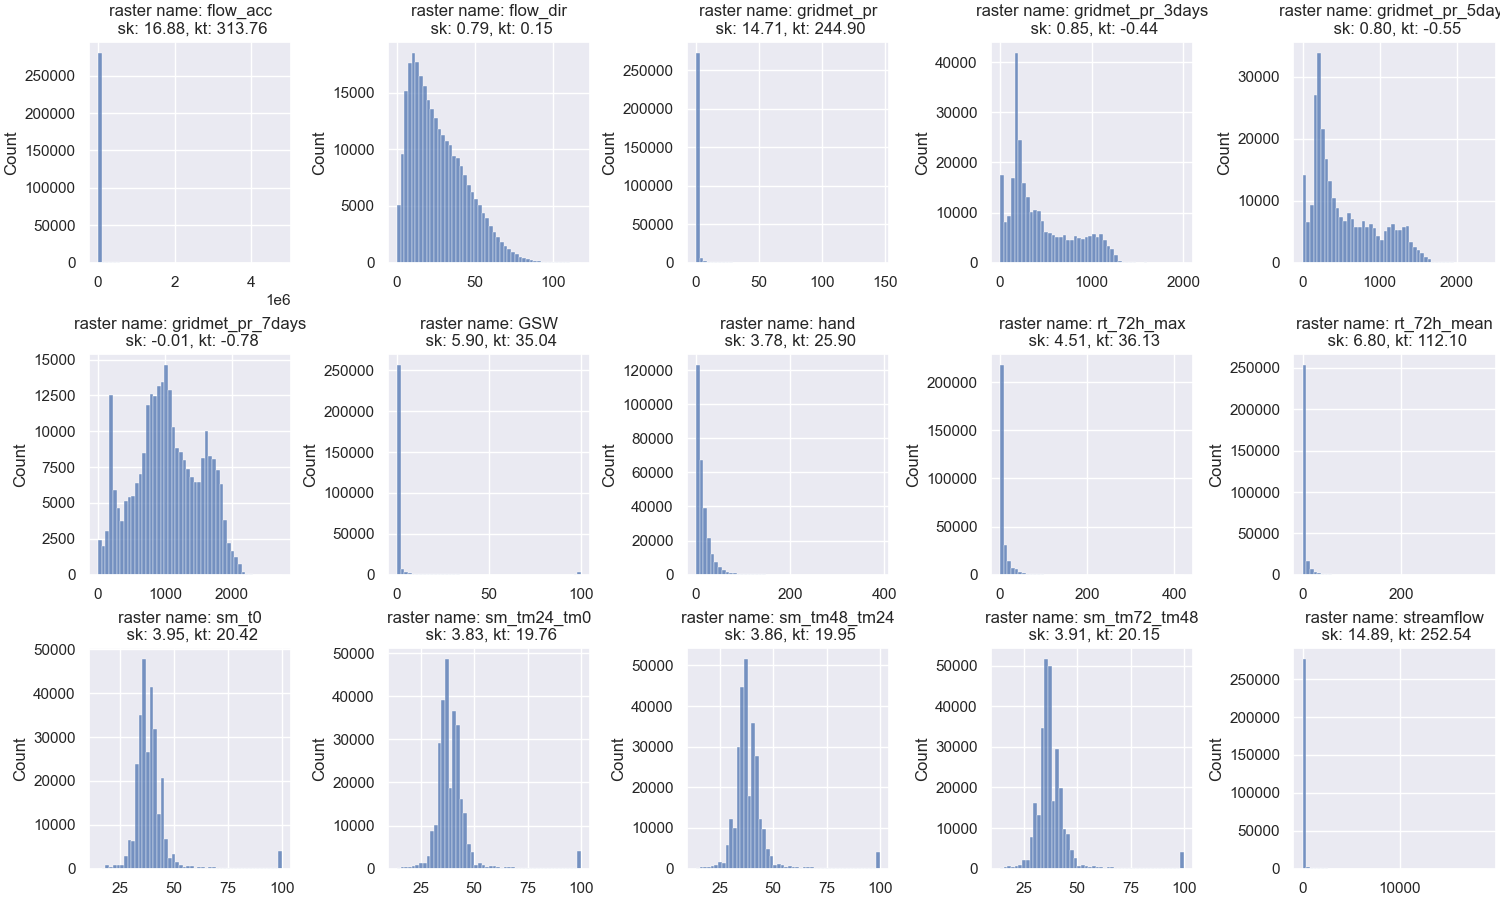 raster name: flow_acc
sk: 16.88, kt: 313.76
raster name: flow_dir
sk: 0.79, kt: 0.15
raster name: gridmet_pr
sk: 14.71, kt: 244.90
raster name: gridmet_pr_3days
sk: 0.85, kt: -0.44
raster name: gridmet_pr_5day
sk: 0.80, kt: -0.55
Count
250000
200000
150000
100000
50000
0
0
2
4
1e6
Count
15000
10000
5000
0
0
50
100
Count
250000
200000
150000
100000
50000
0
0
50
100
150
Count
40000
30000
20000
10000
0
0
1000
2000
Count
30000
20000
10000
0
0
1000
2000
raster name: gridmet_pr_7days
sk: -0.01, kt: -0.78
raster name: GSW
sk: 5.90, kt: 35.04
raster name: hand
sk: 3.78, kt: 25.90
raster name: rt_72h_max
sk: 4.51, kt: 36.13
raster name: rt_72h_mean
sk: 6.80, kt: 112.10
Count
15000
12500
10000
7500
5000
2500
0
0
1000
2000
Count
250000
200000
150000
100000
50000
0
0
50
100
Count
120000
100000
80000
60000
40000
20000
0
0
200
400
Count
200000
150000
100000
50000
0
0
200
400
Count
250000
200000
150000
100000
50000
0
0
200
raster name: sm_t0
sk: 3.95, kt: 20.42
raster name: sm_tm24_tm0
sk: 3.83, kt: 19.76
raster name: sm_tm48_tm24
sk: 3.86, kt: 19.95
raster name: sm_tm72_tm48
sk: 3.91, kt: 20.15
raster name: streamflow
sk: 14.89, kt: 252.54
Count
50000
40000
30000
20000
10000
0
25
50
75
100
Count
50000
40000
30000
20000
10000
0
25
50
75
100
Count
50000
40000
30000
20000
10000
0
25
50
75
100
Count
50000
40000
30000
20000
10000
0
25
50
75
100
Count
250000
200000
150000
100000
50000
0
0
10000